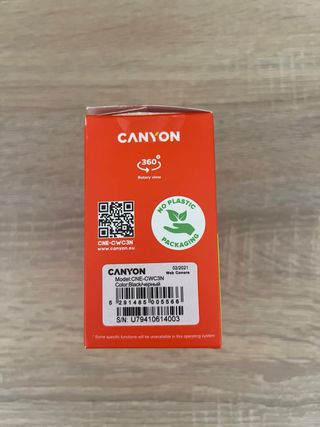 CANYON
360°
Rotary view
NO PLASTIC
PACKAGING
CNE-CWC3N
www.canyon.eu
CANYON
02/2021
Model:CNE-CWC3N
Web Camera
Color:Black/черный
5 291485 005566
S/N: U79410614003
* Some specific functions will be unavailable in this operating system